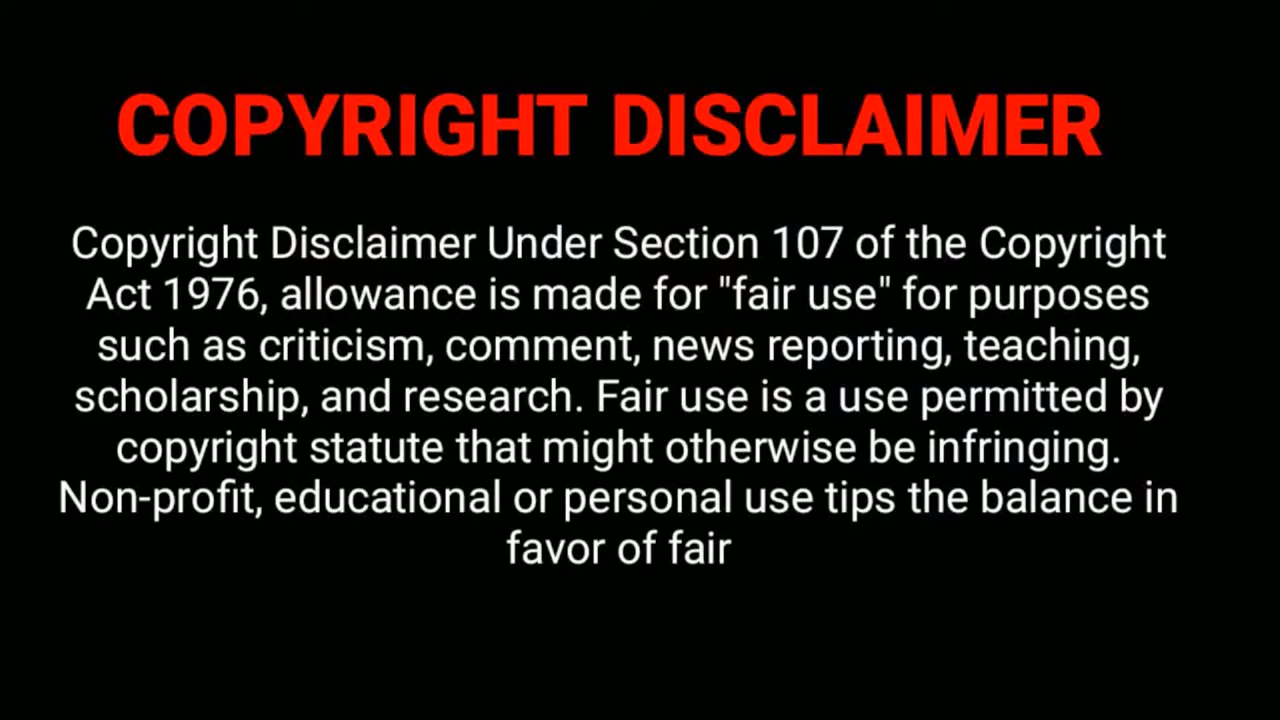 COPYRIGHT DISCLAIMER
Copyright Disclaimer Under Section 107 of the Copyright
Act 1976, allowance is made for "fair use" for purposes
such as criticism, comment, news reporting, teaching,
scholarship, and research. Fair use is a use permitted by
copyright statute that might otherwise be infringing.
Non-profit, educational or personal use tips the balance in
favor of fair